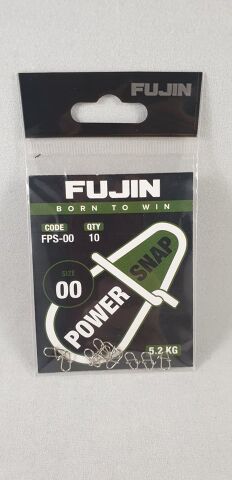 FUJIN
FUJIN
BORN TO WIN
CODE QTY
FPS-00 10
SIZE
00
POWER
SNAP
5.2 KG